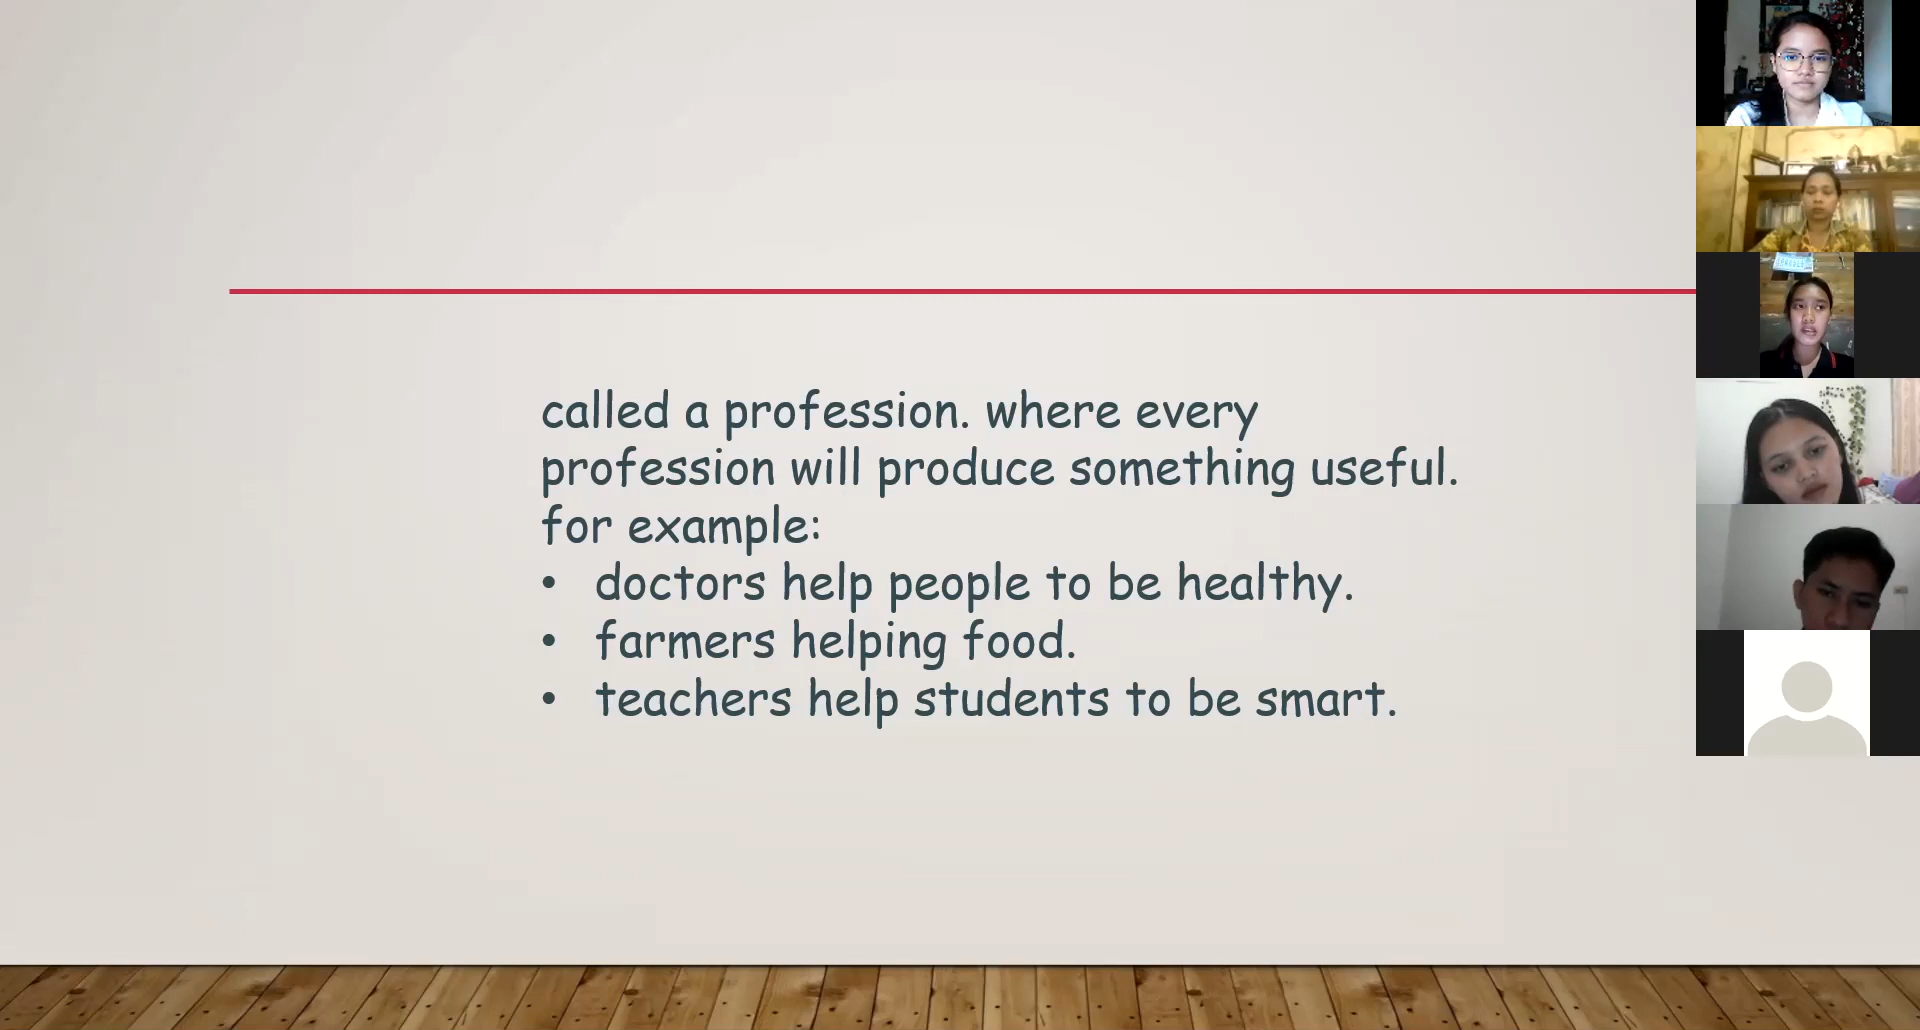 called a profession. where every
profession will produce something useful.
for example:
• doctors help people to be healthy.
• farmers helping food.
• teachers help students to be smart.